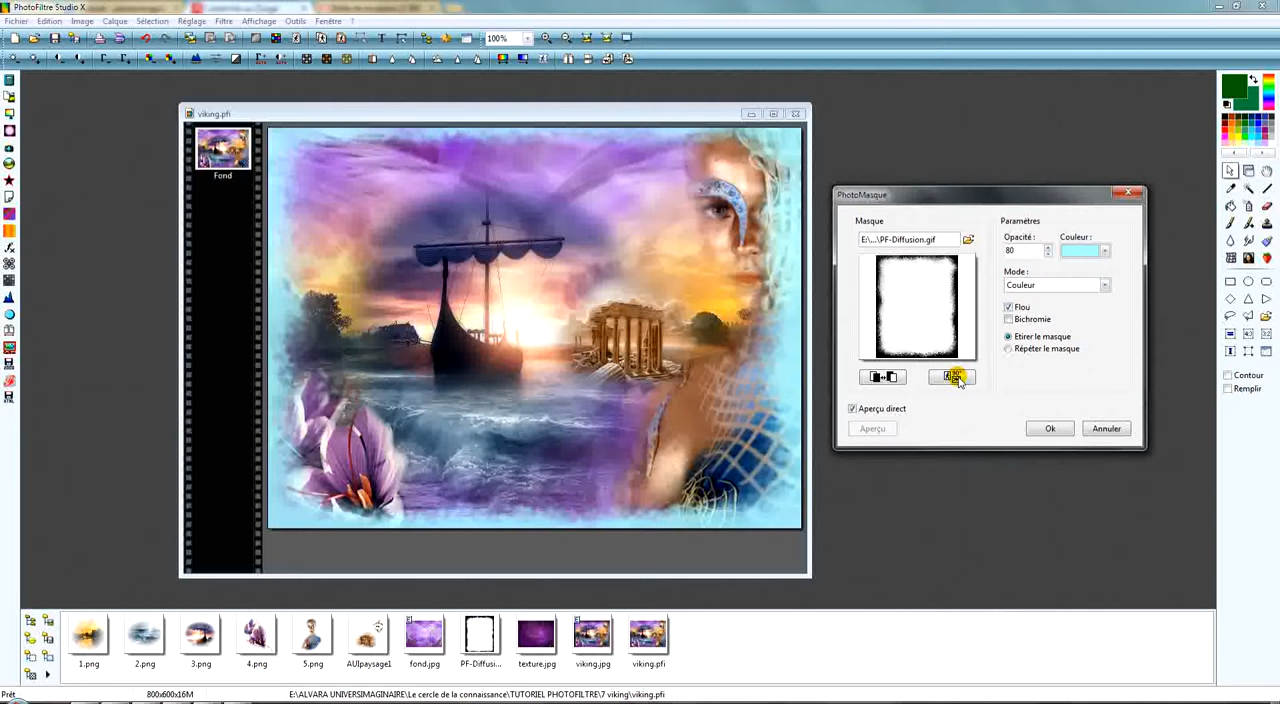 PhotoFiltre Studio X
Fichier Edition Image Calque Sélection Réglage Filtre Affichage Outils Fenêtre ?
100%
viking.pfi
Fond
PhotoMasque
Masque
E:\...\PF-Diffusion.gif
Paramètres
Opacité :
Couleur :
80
Mode :
Couleur
Flou
Bichromie
Etirer le masque
Répéter le masque
Aperçu direct
Aperçu
Ok
Annuler
Contour
Remplir
1.png
2.png
3.png
4.png
5.png
AUIpaysage1
fond.jpg
PF-Diffusi...
texture.jpg
viking.jpg
viking.pfi
Prêt
800x600x16M
E:\ALVARA UNIVERSIMAGINAIRE\Le cercle de la connaissance\TUTORIEL PHOTOFILTRE\7 viking\viking.pfi